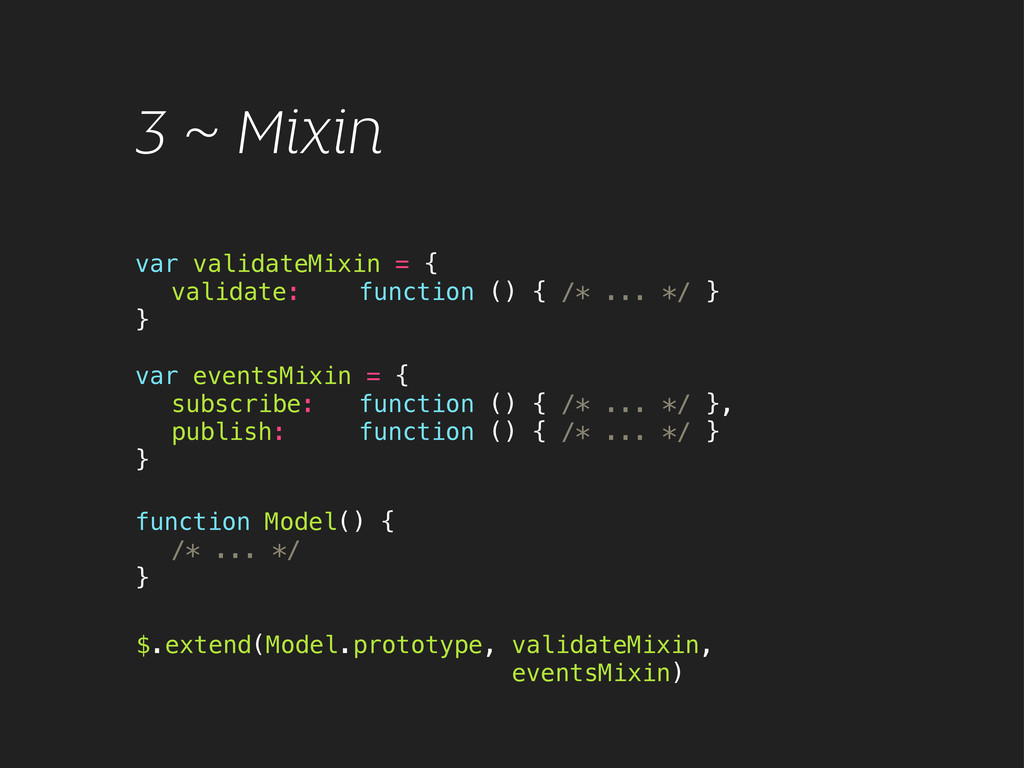 3 ~ Mixin
var validateMixin = {
validate: function () { /* ... */ }
}
var eventsMixin = {
subscribe: function () { /* ... */ },
publish: function () { /* ... */ }
}
function Model() {
/* ... */
}
$.extend(Model.prototype, validateMixin,
eventsMixin)